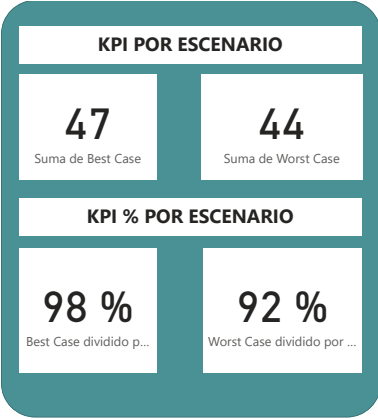 KPI POR ESCENARIO
47 44
Suma de Best Case Suma de Worst Case
KPI % POR ESCENARIO
98 % 92 %
Best Case dividido p... Worst Case dividido por ...